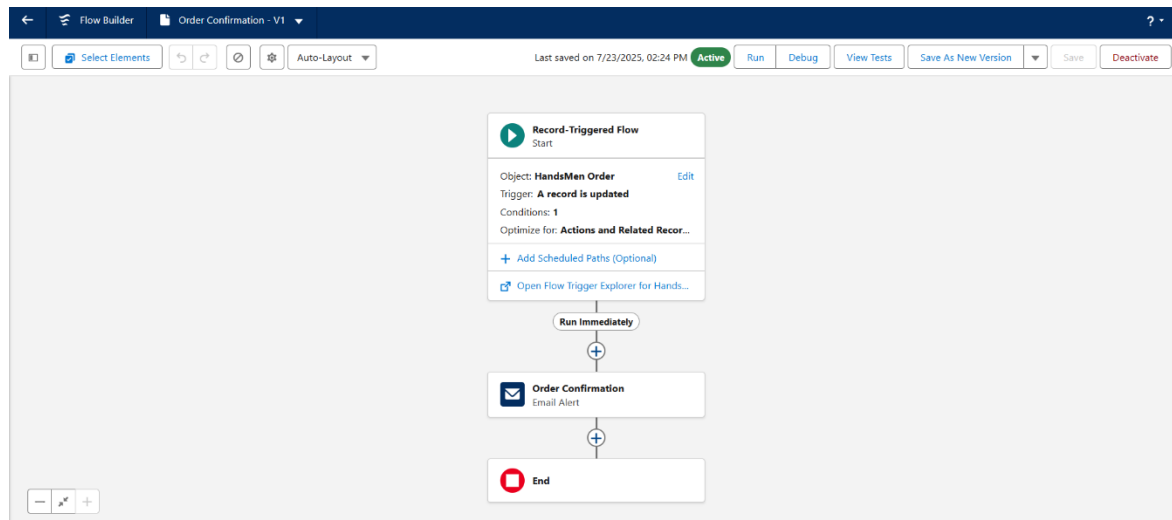 Flow Builder
Order Confirmation - V1
?
Select Elements
Auto-Layout
Last saved on 7/23/2025, 02:24 PM
Active
Run
Debug
View Tests
Save As New Version
Save
Deactivate
Record-Triggered Flow
Start
Object: HandsMen Order
Edit
Trigger: A record is updated
Conditions: 1
Optimize for: Actions and Related Recor...
+ Add Scheduled Paths (Optional)
Open Flow Trigger Explorer for Hands...
Run Immediately
Order Confirmation
Email Alert
End